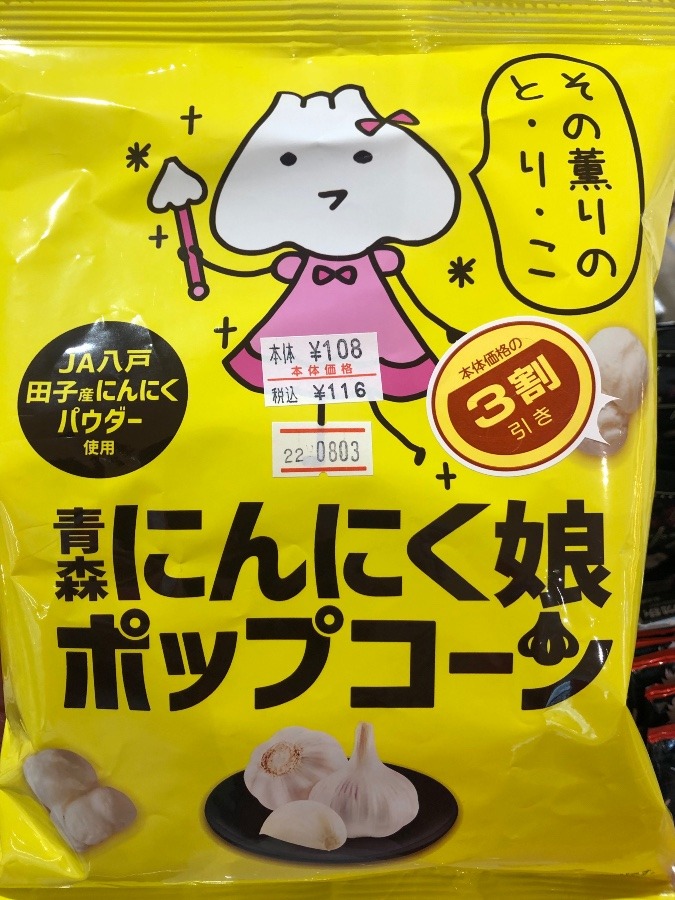 その薫りの
と・り・こ
JA八戸
田子産にんにく
パウダー
使用
本体 ¥108
本体価格
税込 ¥116
22 0803
本体価格の
3割
引き
青森にんにく娘
ポップコーン